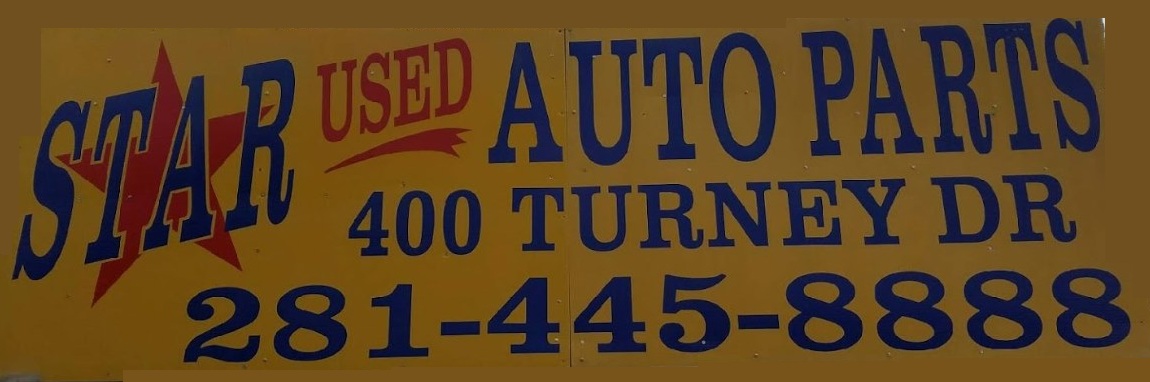 STAR USED AUTO PARTS
400 TURNEY DR
281-445-8888